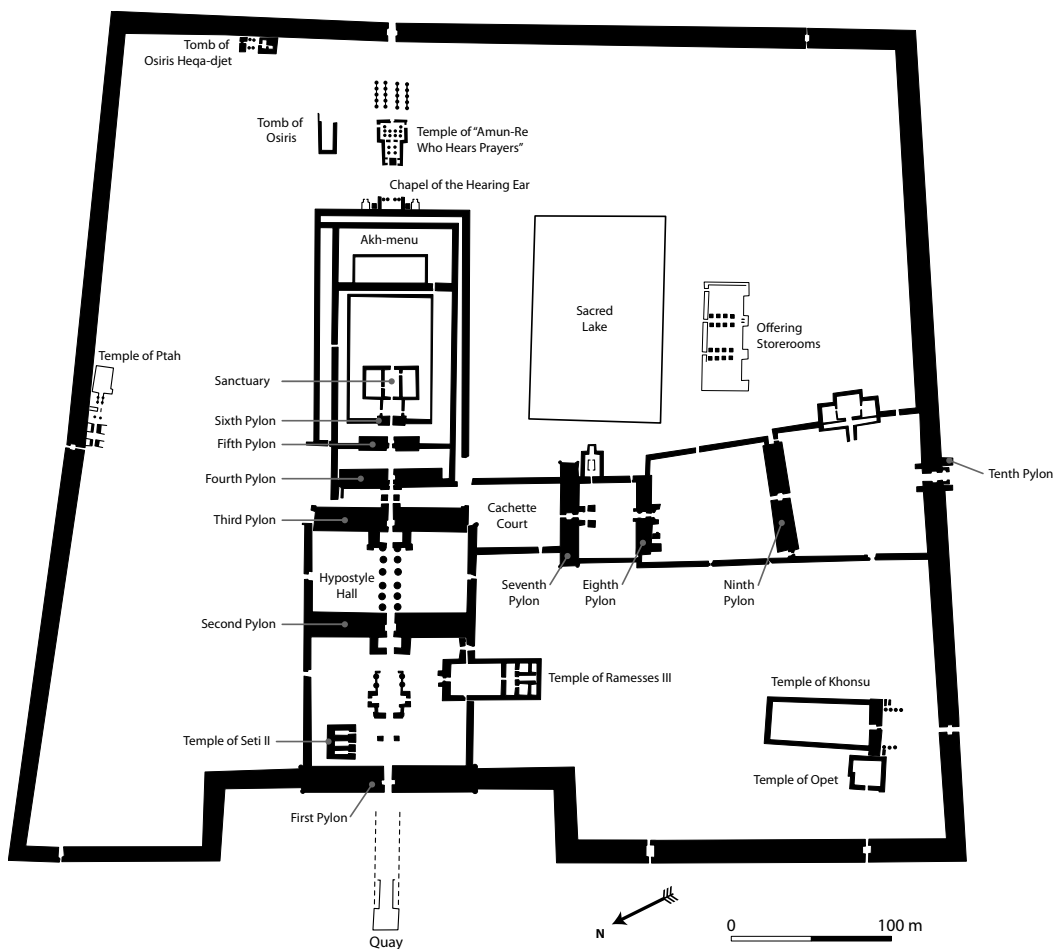 Tomb of
Osiris Heqa-djet
Tomb of
Osiris
Temple of “Amun-Re
Who Hears Prayers”
Chapel of the Hearing Ear
Akh-menu
Sacred
Lake
Offering
Storerooms
Temple of Ptah
Sanctuary
Sixth Pylon
Fifth Pylon
Fourth Pylon
Tenth Pylon
Third Pylon
Cachette
Court
Hypostyle
Hall
Seventh
Pylon
Eighth
Pylon
Ninth
Pylon
Second Pylon
Temple of Ramesses III
Temple of Khonsu
Temple of Seti II
Temple of Opet
First Pylon
Quay
N
0
100 m